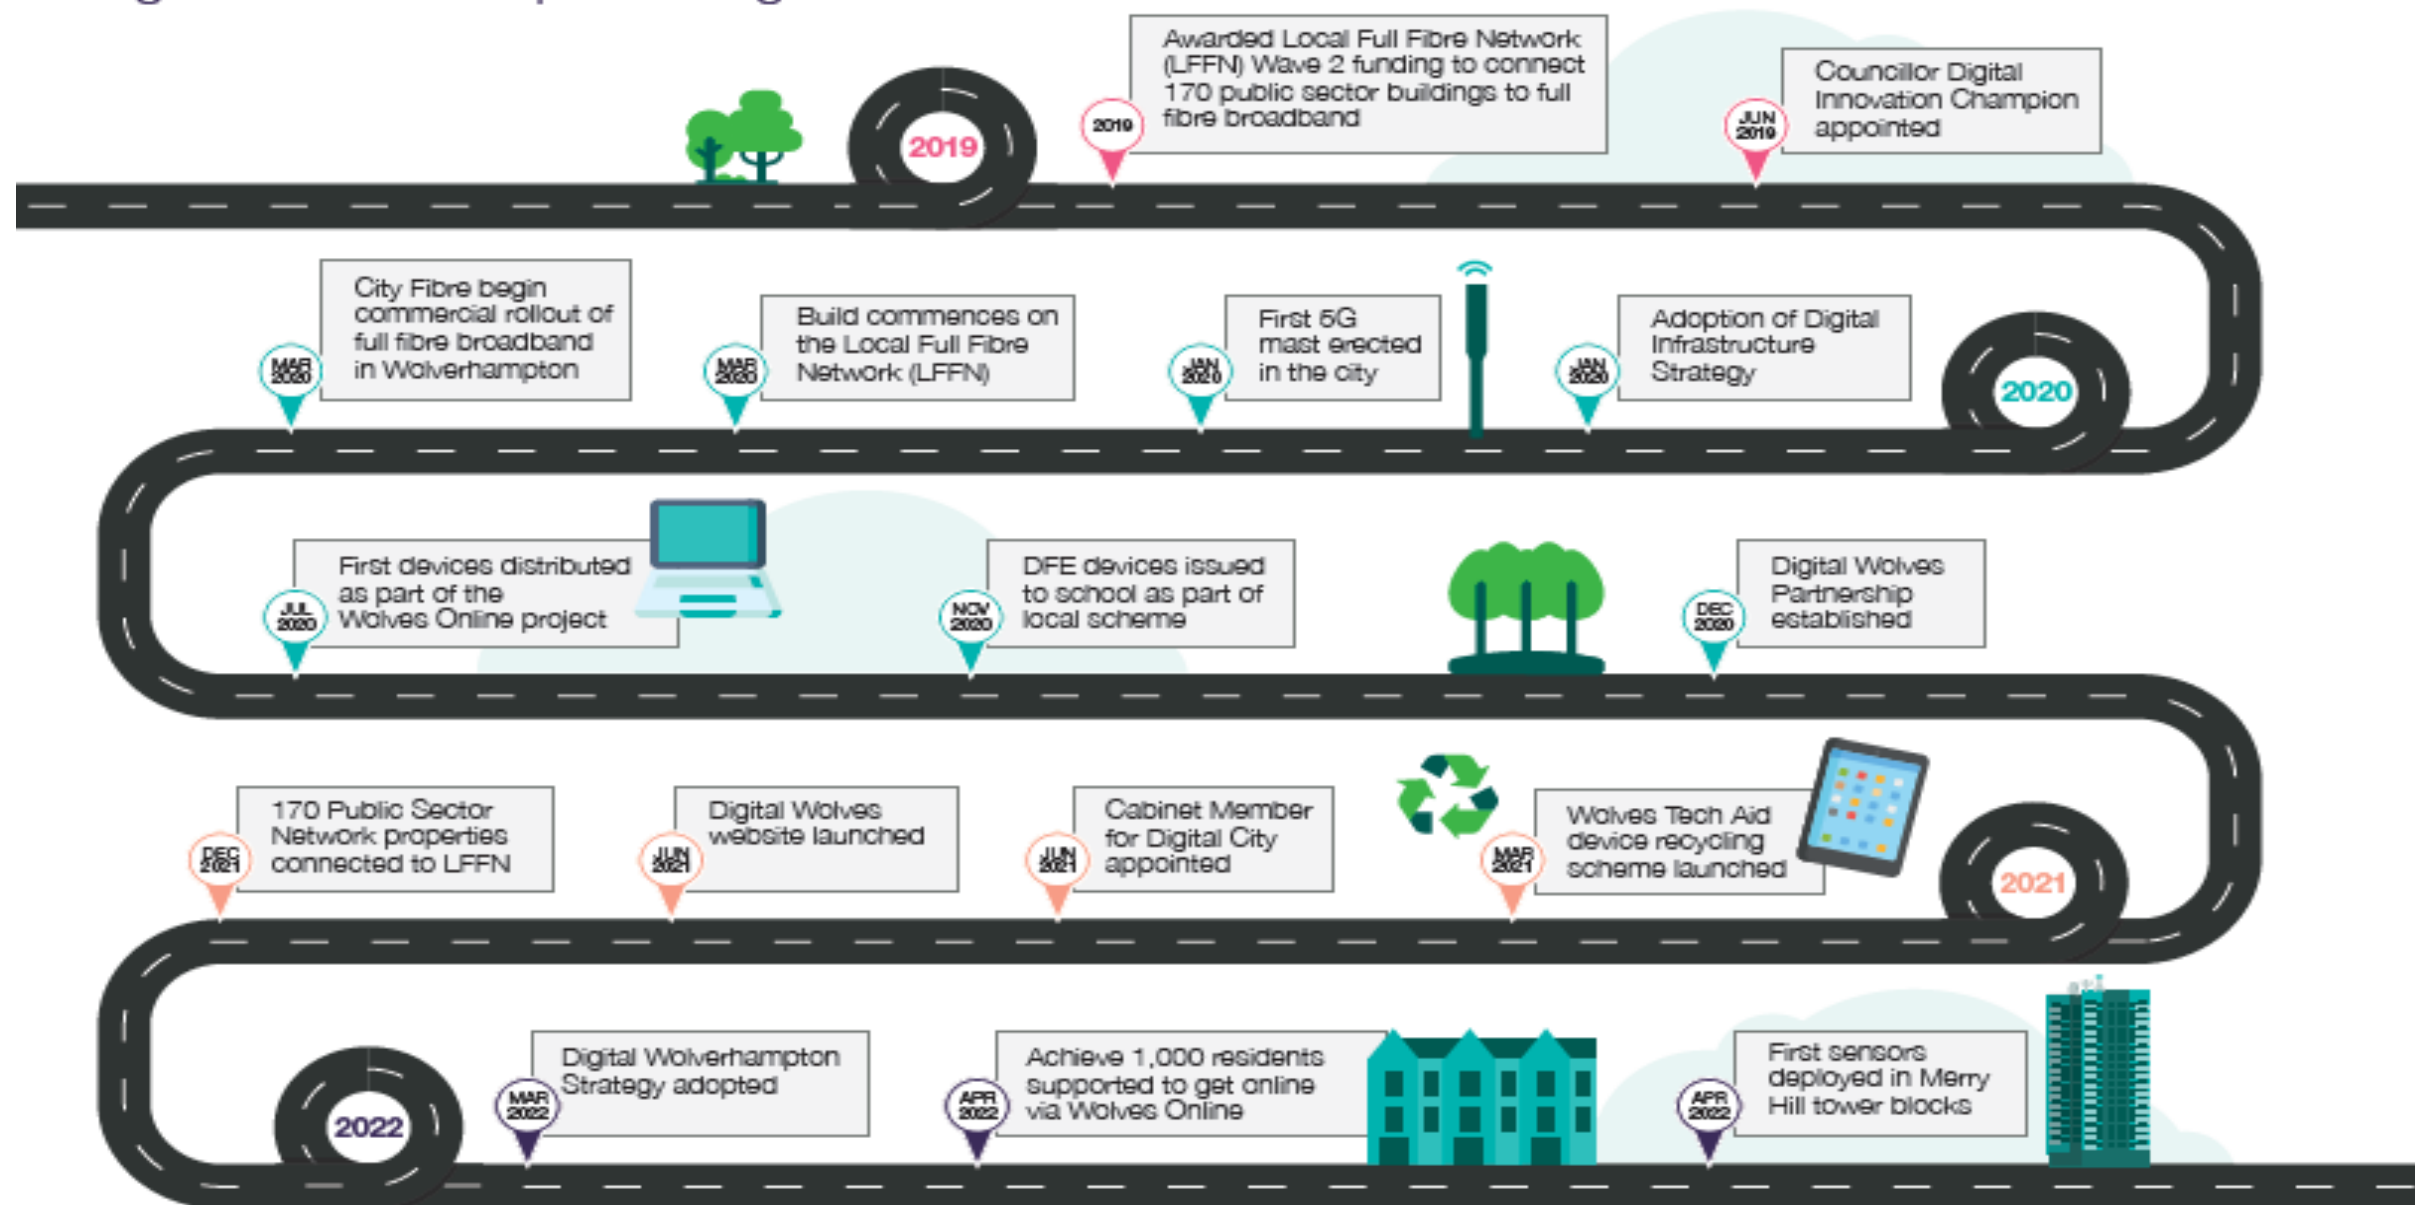 2019
2019
Awarded Local Full Fibre Network
(LFFN) Wave 2 funding to connect
170 public sector buildings to full
fibre broadband
JUN
2019
Councillor Digital
Innovation Champion
appointed
MAR
2020
City Fibre begin
commercial rollout of
full fibre broadband
in Wolverhampton
MAR
2020
Build commences on
the Local Full Fibre
Network (LFFN)
JAN
2020
First 5G
mast erected
in the city
JAN
2020
Adoption of Digital
Infrastructure
Strategy
2020
JUL
2020
First devices distributed
as part of the
Wolves Online project
NOV
2020
DFE devices issued
to school as part of
local scheme
DEC
2020
Digital Wolves
Partnership
established
DEC
2021
170 Public Sector
Network properties
connected to LFFN
JUN
2021
Digital Wolves
website launched
JUN
2021
Cabinet Member
for Digital City
appointed
MAR
2021
Wolves Tech Aid
device recycling
scheme launched
2021
2022
MAR
2022
Digital Wolverhampton
Strategy adopted
APR
2022
Achieve 1,000 residents
supported to get online
via Wolves Online
APR
2022
First sensors
deployed in Merry
Hill tower blocks